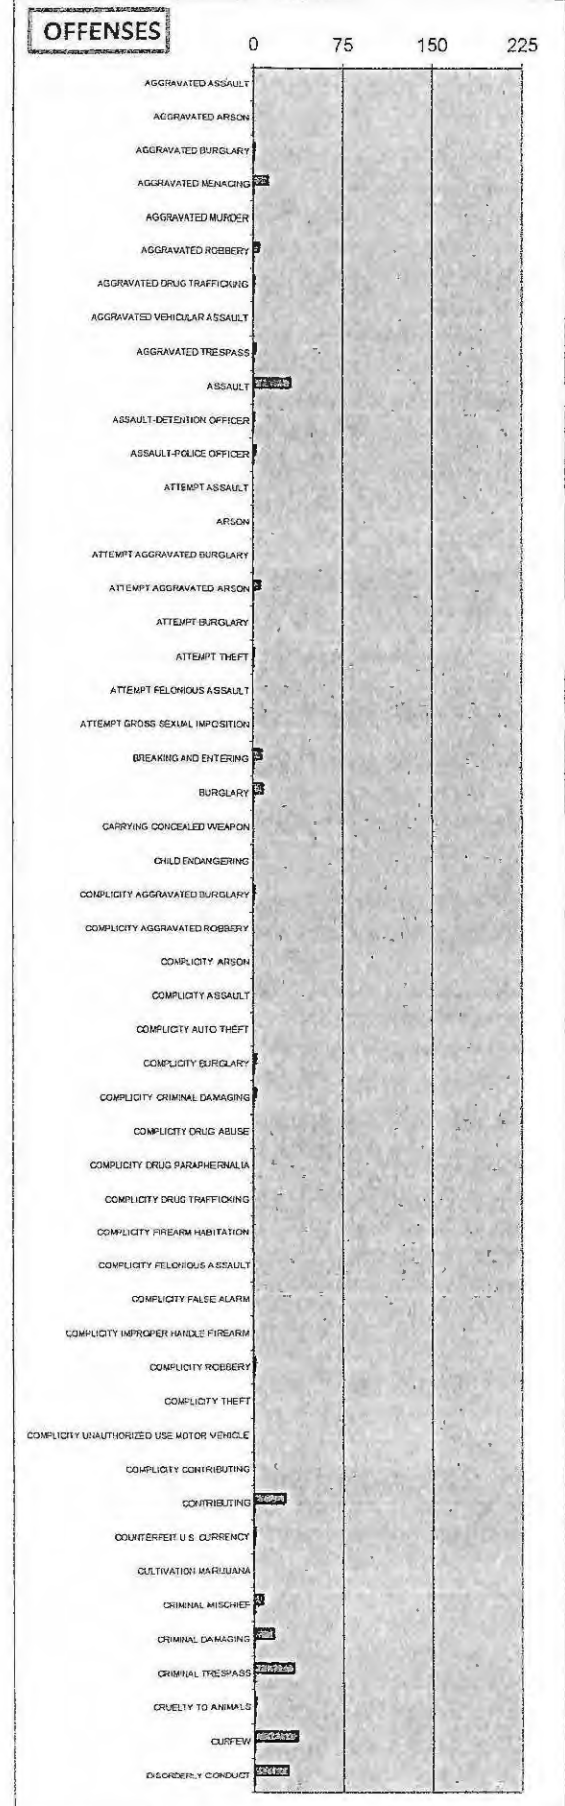 OFFENSES
0 75 150 225
AGGRAVATED ASSAULT
AGGRAVATED ARSON
AGGRAVATED BURGLARY
AGGRAVATED MENACING
AGGRAVATED MURDER
AGGRAVATED ROBBERY
AGGRAVATED DRUG TRAFFICKING
AGGRAVATED VEHICULAR ASSAULT
AGGRAVATED TRESPASS
ASSAULT
ASSAULT-DETENTION OFFICER
ASSAULT-POLICE OFFICER
ATTEMPT ASSAULT
ARSON
ATTEMPT AGGRAVATED BURGLARY
ATTEMPT AGGRAVATED ARSON
ATTEMPT BURGLARY
ATTEMPT THEFT
ATTEMPT FELONIOUS ASSAULT
ATTEMPT GROSS SEXUAL IMPOSITION
BREAKING AND ENTERING
BURGLARY
CARRYING CONCEALED WEAPON
CHILD ENDANGERING
COMPLICITY AGGRAVATED BURGLARY
COMPLICITY AGGRAVATED ROBBERY
COMPLICITY ARSON
COMPLICITY ASSAULT
COMPLICITY AUTO THEFT
COMPLICITY BURGLARY
COMPLICITY CRIMINAL DAMAGING
COMPLICITY DRUG ABUSE
COMPLICITY DRUG PARAPHERNALIA
COMPLICITY DRUG TRAFFICKING
COMPLICITY FIREARM HABITATION
COMPLICITY FELONIOUS ASSAULT
COMPLICITY FALSE ALARM
COMPLICITY IMPROPER HANDLE FIREARM
COMPLICITY ROBBERY
COMPLICITY THEFT
COMPLICITY UNAUTHORIZED USE MOTOR VEHICLE
COMPLICITY CONTRIBUTING
CONTRIBUTING
COUNTERFEIT U.S. CURRENCY
CULTIVATION MARIJUANA
CRIMINAL MISCHIEF
CRIMINAL DAMAGING
CRIMINAL TRESPASS
CRUELTY TO ANIMALS
CURFEW
DISORDERLY CONDUCT